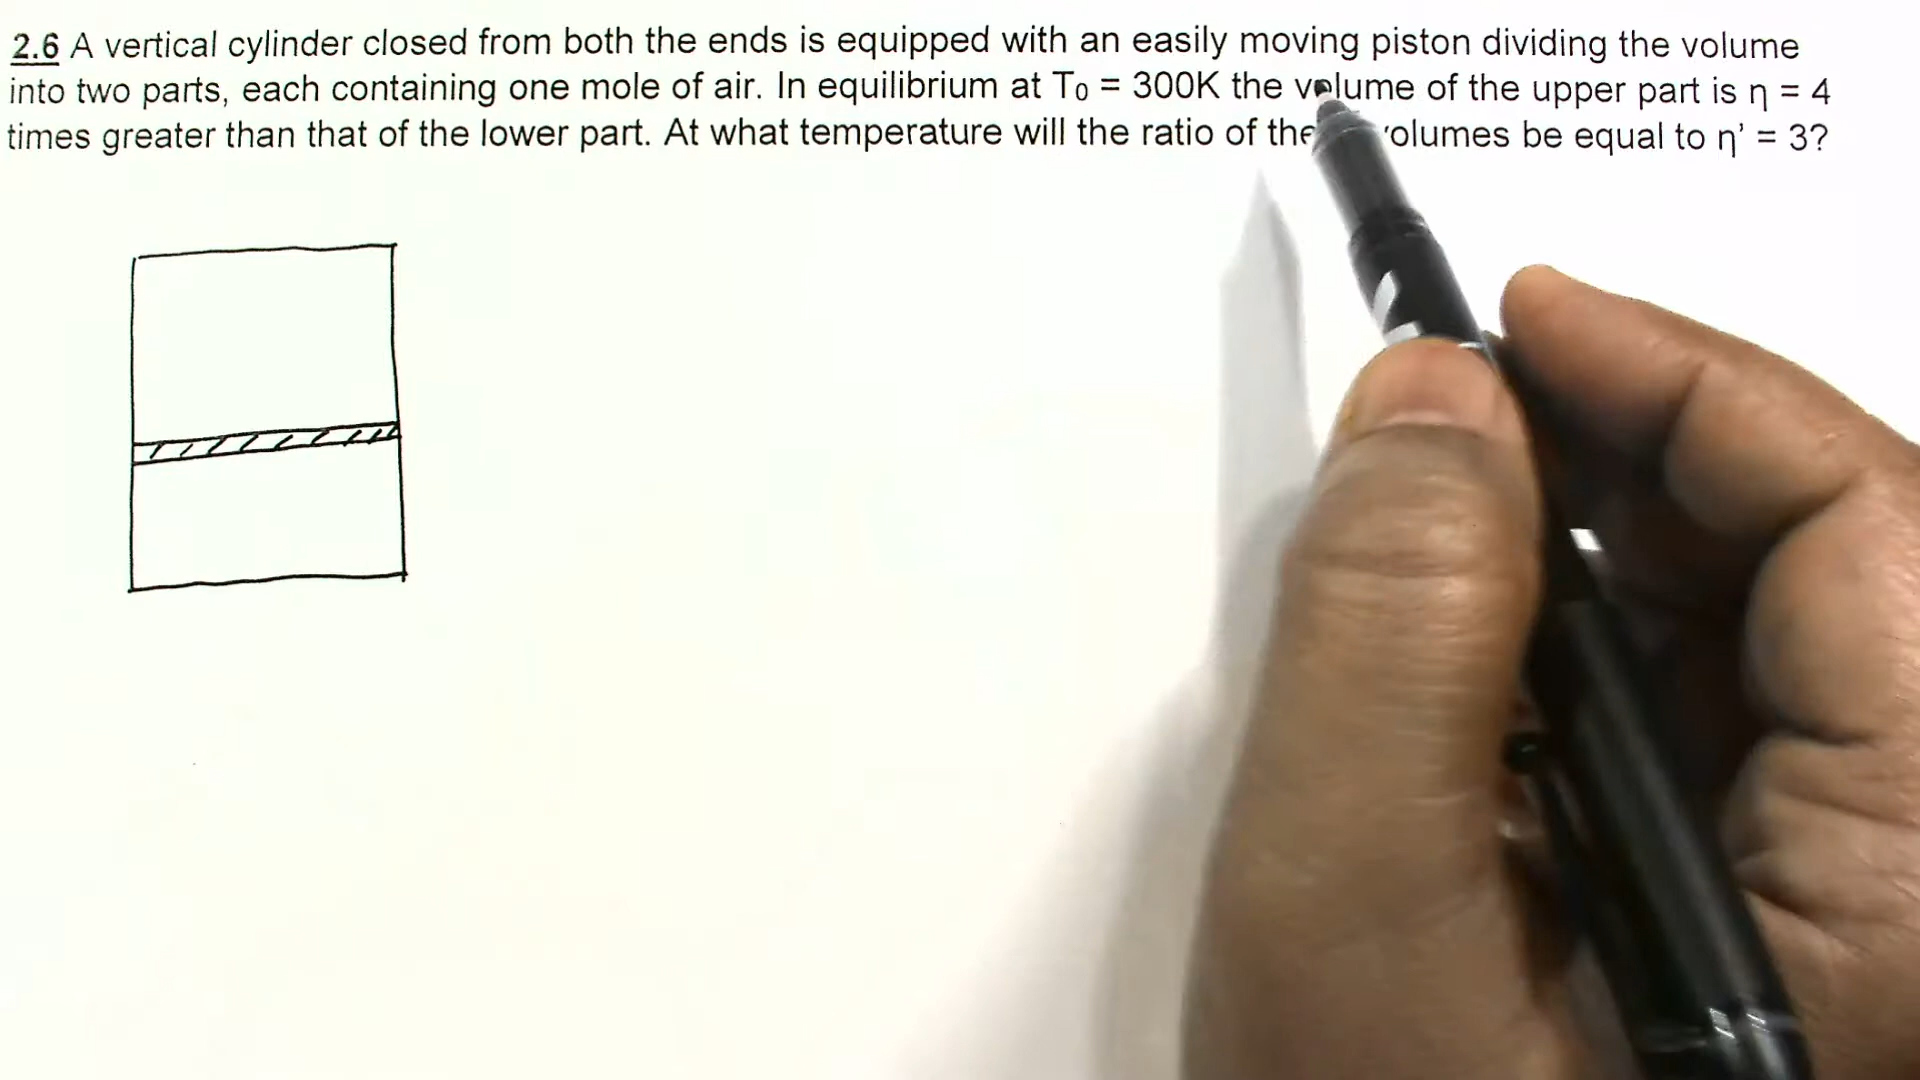 2.6 A vertical cylinder closed from both the ends is equipped with an easily moving piston dividing the volume
into two parts, each containing one mole of air. In equilibrium at T₀ = 300K the volume of the upper part is η = 4
times greater than that of the lower part. At what temperature will the ratio of the volumes be equal to η’ = 3?